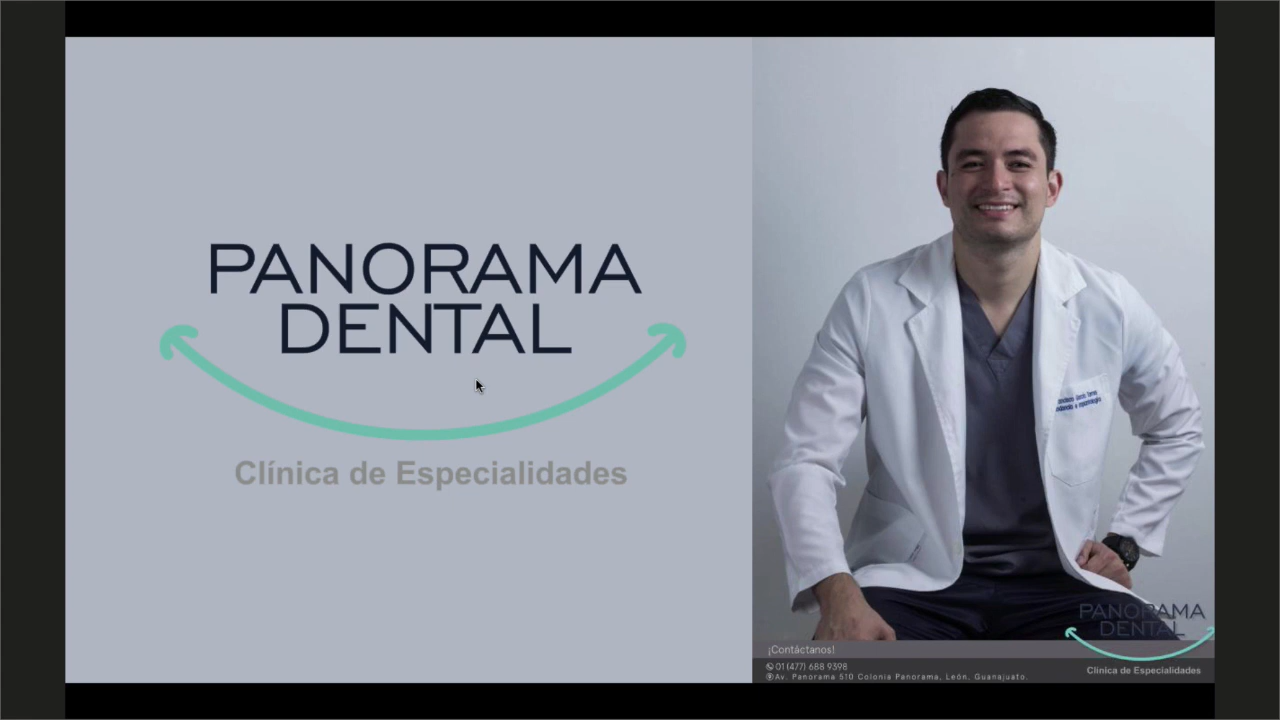 PANORAMA
DENTAL
Clínica de Especialidades
PANORAMA
DENTAL
Clínica de Especialidades
¡Contáctanos!
01 (477) 688 9398
Av. Panorama 510 Colonia Panorama, León, Guanajuato.